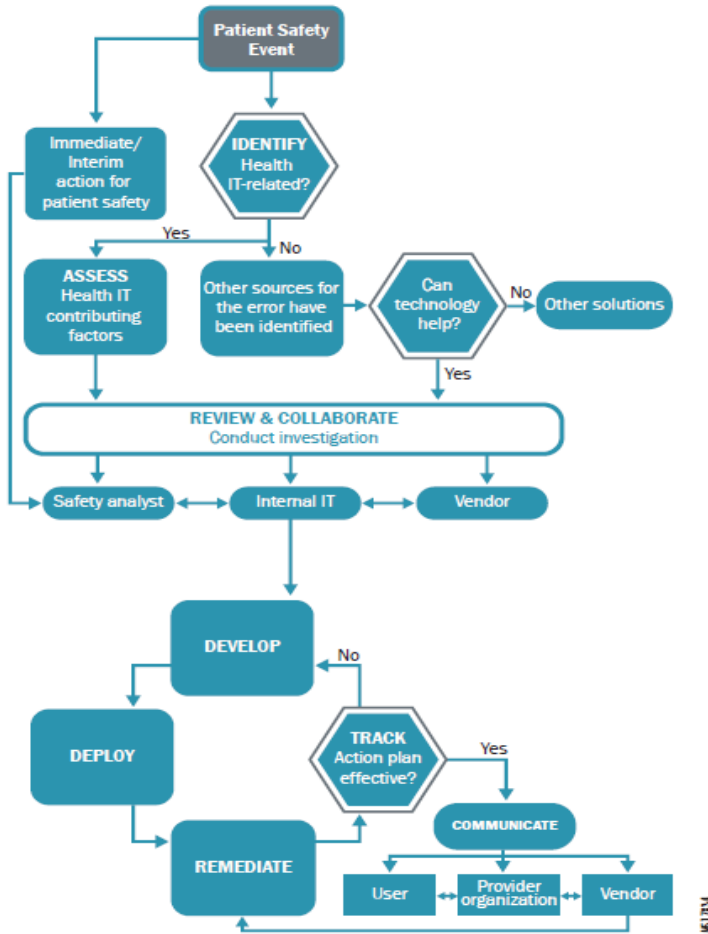 Patient Safety
Event
Immediate/
Interim
action for
patient safety
IDENTIFY
Health
IT-related?
Yes
No
ASSESS
Health IT
contributing
factors
Other sources for
the error have
been identified
Can
technology
help?
No
Other solutions
Yes
REVIEW & COLLABORATE
Conduct investigation
Safety analyst
Internal IT
Vendor
DEVELOP
No
DEPLOY
TRACK
Action plan
effective?
Yes
COMMUNICATE
REMEDIATE
User
Provider
organization
Vendor